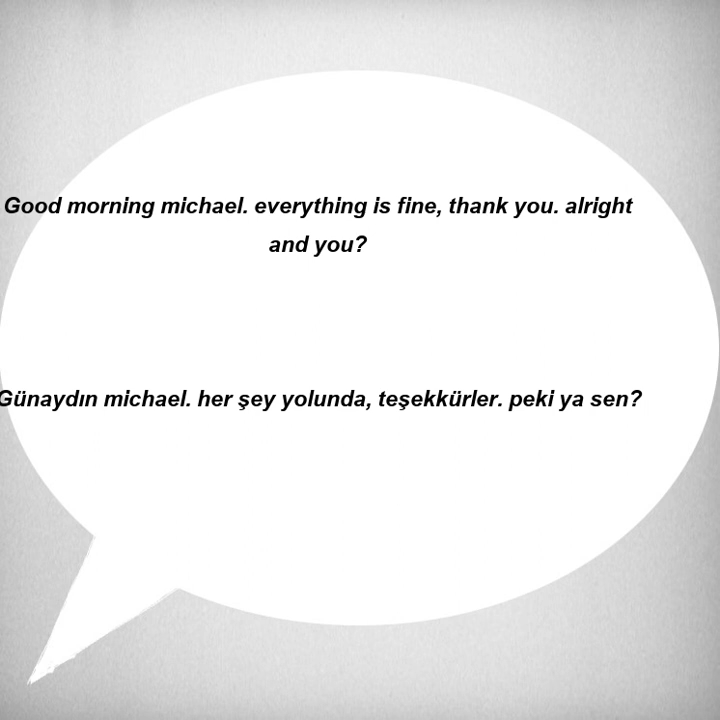 Good morning michael. everything is fine, thank you. alright
and you?
Günaydın michael. her şey yolunda, teşekkürler. peki ya sen?